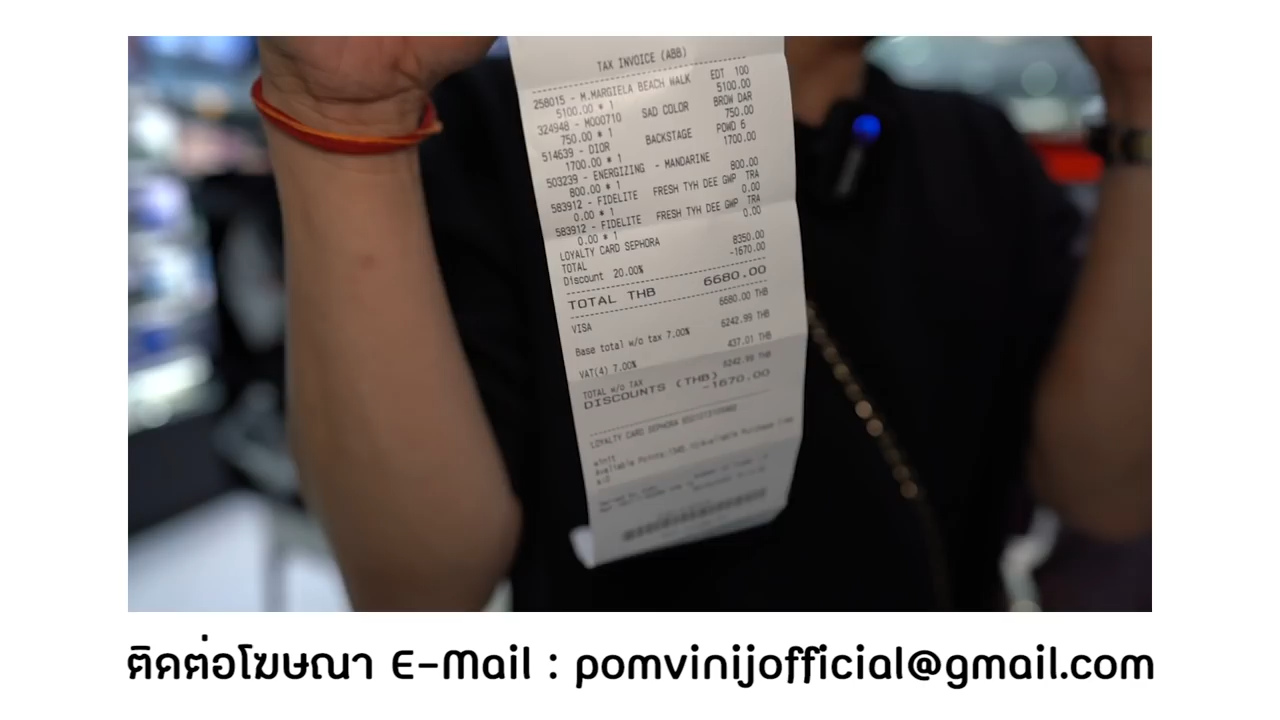 TAX INVOICE (ABB)
258015 - M.MARGIELA BEACH WALK EDT 100
5100.00 * 1 5100.00
324948 - MO00710 SAD COLOR BROW DAR
750.00 * 1 750.00
514639 - DIOR BACKSTAGE POWD 6
1700.00 * 1 1700.00
503239 - ENERGIZING - MANDARINE
800.00 * 1 800.00
583912 - FIDELITE FRESH TYH DEE GWP TRA
0.00 * 1 0.00
583912 - FIDELITE FRESH TYH DEE GWP TRA
0.00 * 1 0.00
LOYALTY CARD SEPHORA
TOTAL 8350.00
Discount 20.00% -1670.00
TOTAL THB 6680.00
VISA 6680.00 THB
Base total w/o tax 7.00% 6242.99 THB
VAT(4) 7.00% 437.01 THB
TOTAL w/o TAX 6242.99 THB
DISCOUNTS (THB) -1670.00
LOYALTY CARD SEPHORA
Available Points Available Purchase
ติดต่อโฆษณา E-Mail : pomvinijofficial@gmail.com